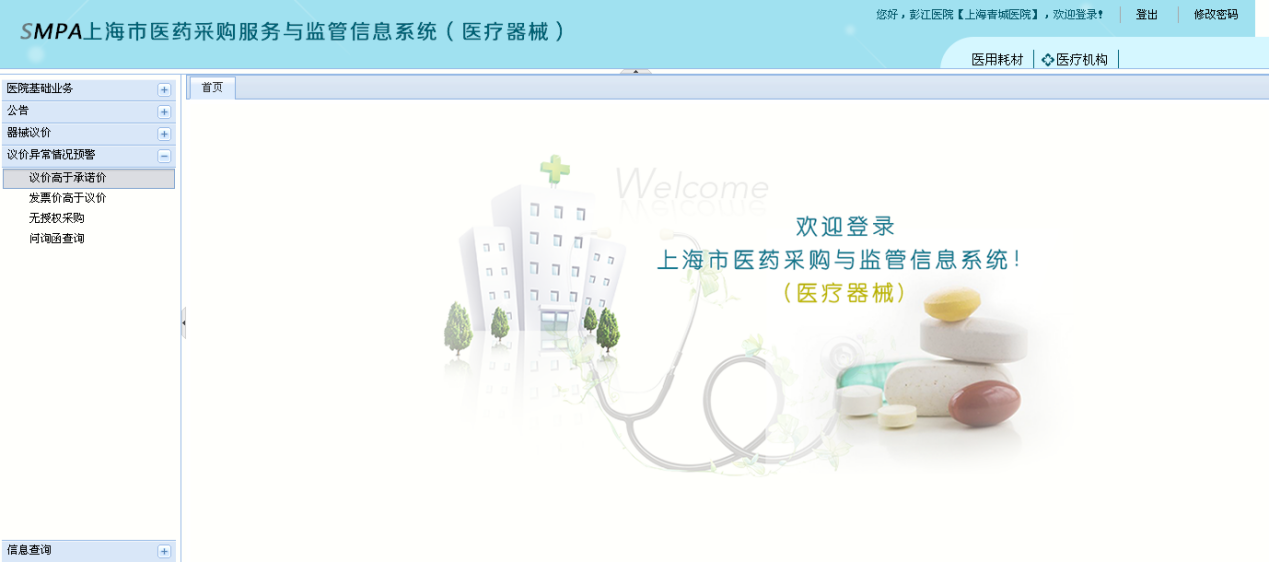 您好，彭江医院【上海青城医院】，欢迎登录！ 登出 修改密码
SMPA上海市医药采购服务与监管信息系统（医疗器械）
医用耗材 医疗机构
医院基础业务
公告
器械议价
议价异常情况预警
议价高于承诺价
发票价高于议价
无授权采购
问询函查询
信息查询
首页
Welcome
欢迎登录
上海市医药采购与监管信息系统！
（医疗器械）